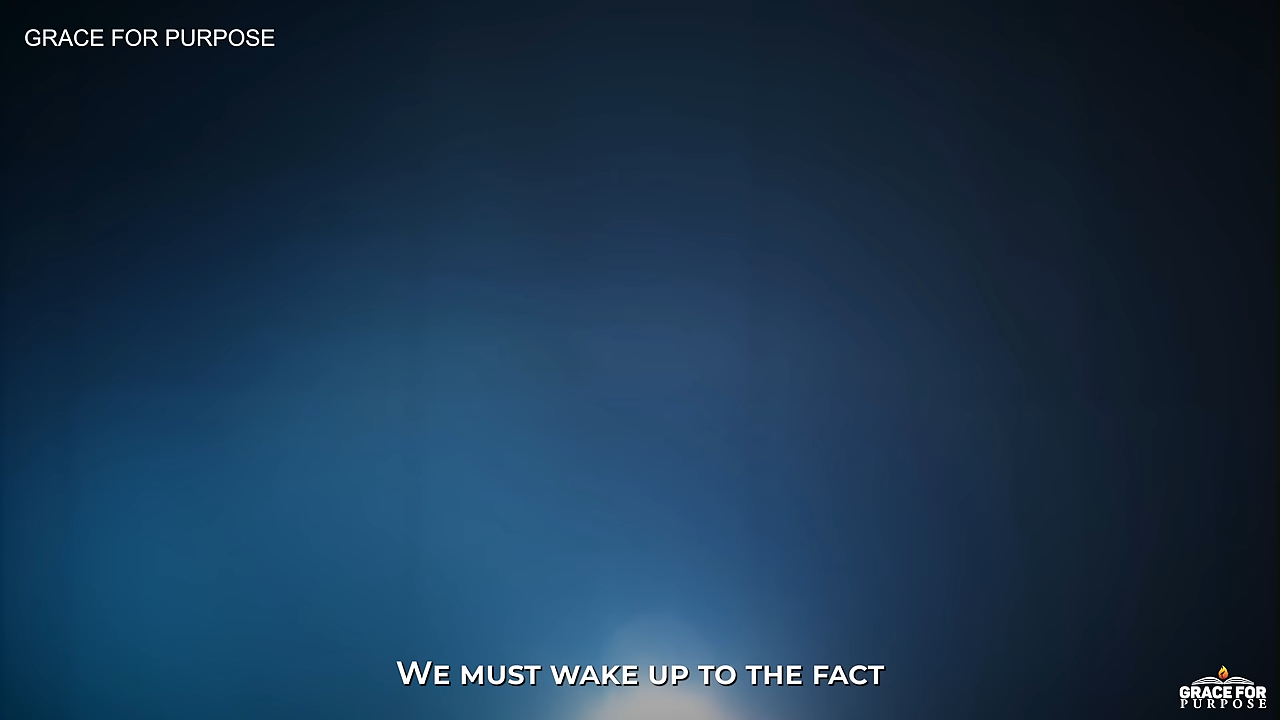 GRACE FOR PURPOSE
WE MUST WAKE UP TO THE FACT
GRACE FOR
PURPOSE